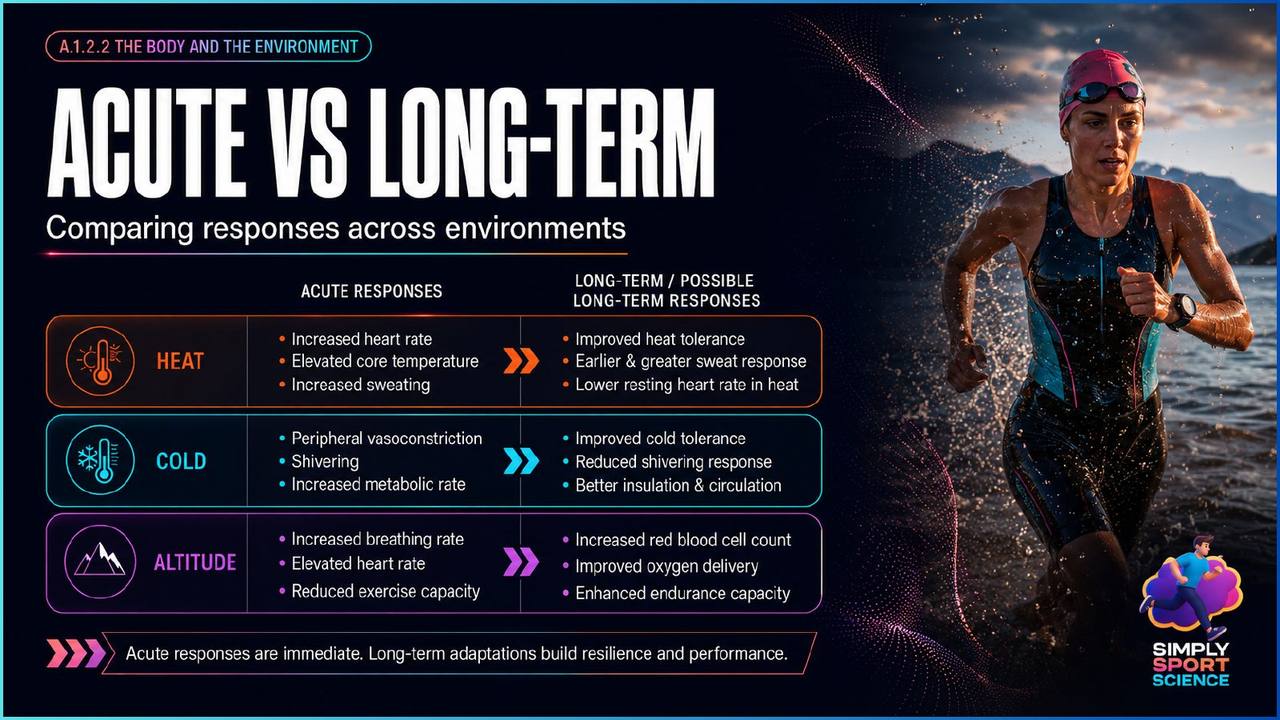 A.1.2.2 THE BODY AND THE ENVIRONMENT
ACUTE VS LONG-TERM
Comparing responses across environments
ACUTE RESPONSES
LONG-TERM / POSSIBLE
LONG-TERM RESPONSES
HEAT
• Increased heart rate
• Elevated core temperature
• Increased sweating
• Improved heat tolerance
• Earlier & greater sweat response
• Lower resting heart rate in heat
COLD
• Peripheral vasoconstriction
• Shivering
• Increased metabolic rate
• Improved cold tolerance
• Reduced shivering response
• Better insulation & circulation
ALTITUDE
• Increased breathing rate
• Elevated heart rate
• Reduced exercise capacity
• Increased red blood cell count
• Improved oxygen delivery
• Enhanced endurance capacity
Acute responses are immediate. Long-term adaptations build resilience and performance.
SIMPLY
SPORT
SCIENCE